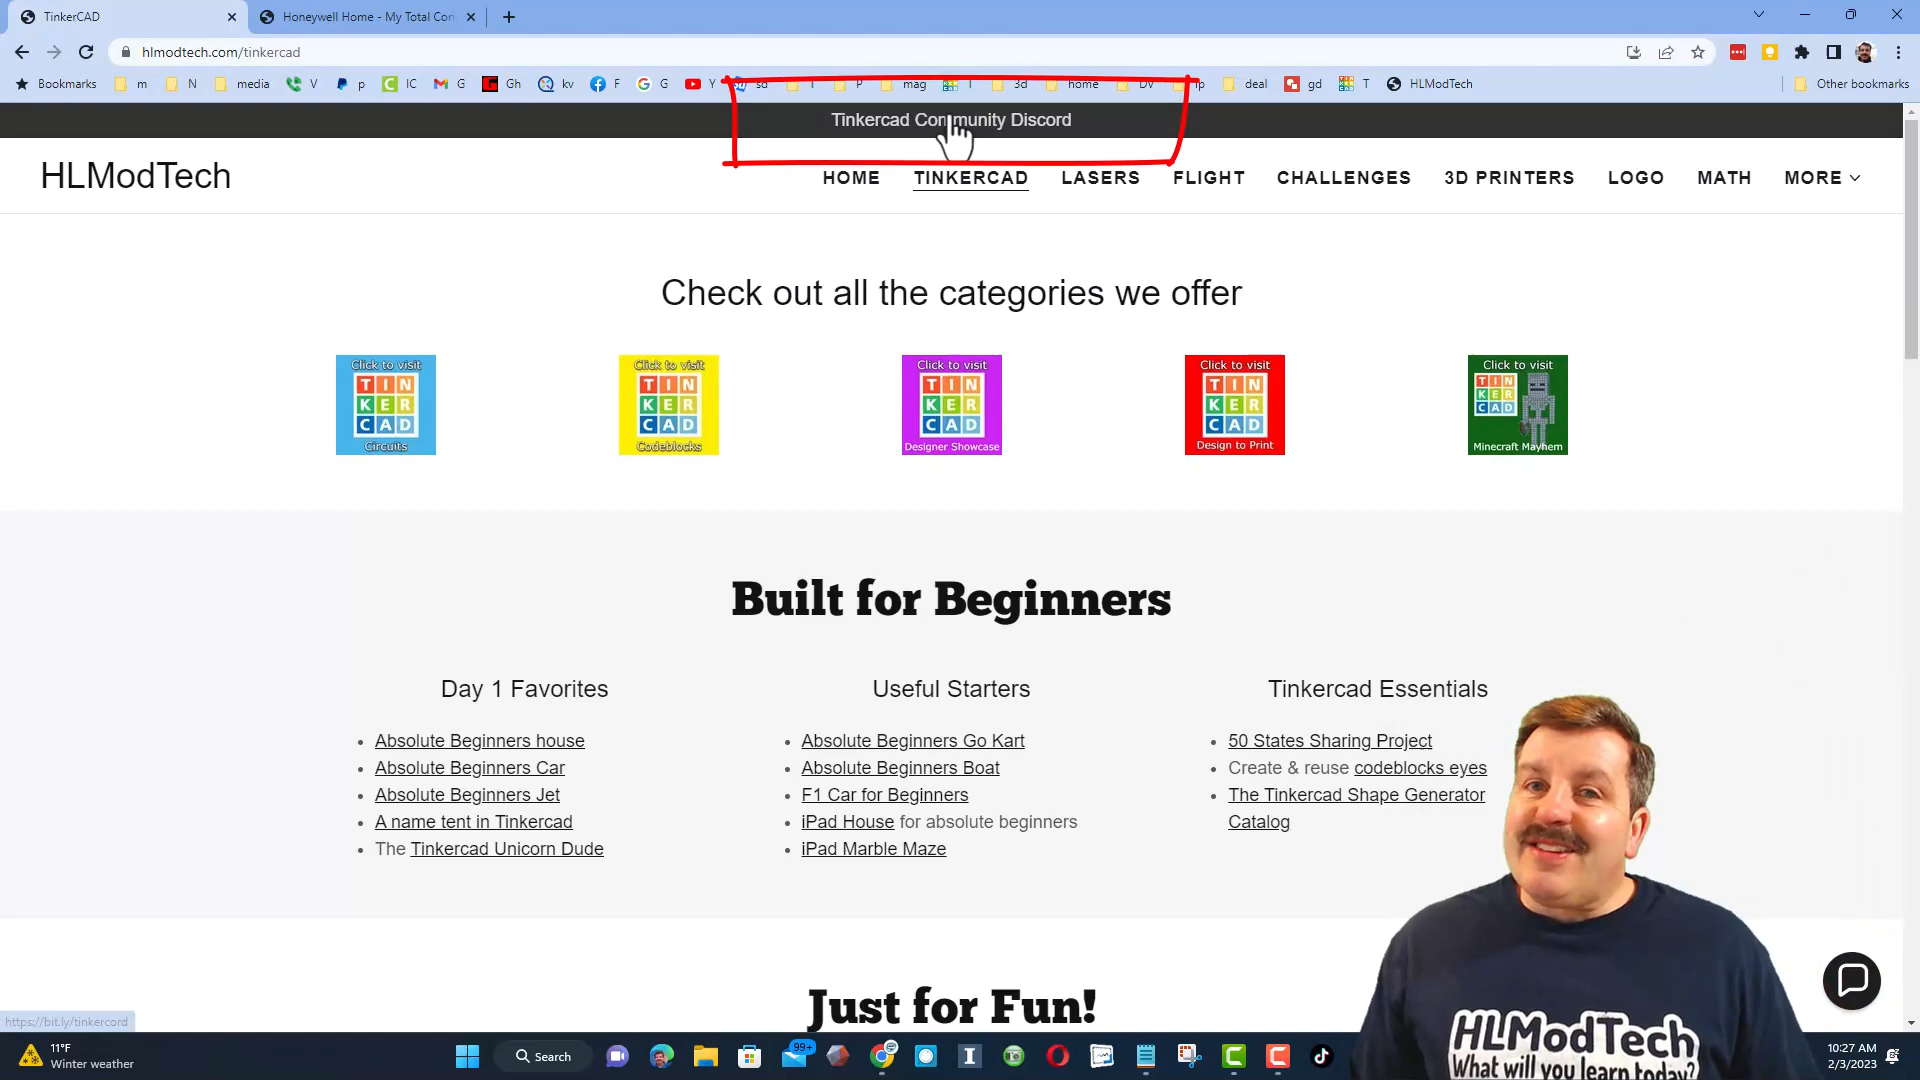 TinkerCAD
Honeywell Home - My Total Con
hlmodtech.com/tinkercad
Bookmarks m N media V p IC G Gh kv F G Y sd T P mag T 3d home DV rp deal gd T HLModTech Other bookmarks
Tinkercad Community Discord
HLModTech
HOME TINKERCAD LASERS FLIGHT CHALLENGES 3D PRINTERS LOGO MATH MORE
Check out all the categories we offer
Click to visit
TIN
KER
CAD
Circuits
Click to visit
TIN
KER
CAD
Codeblocks
Click to visit
TIN
KER
CAD
Designer Showcase
Click to visit
TIN
KER
CAD
Design to Print
Click to visit
TIN
KER
CAD
Minecraft Mayhem
Built for Beginners
Day 1 Favorites
Absolute Beginners house
Absolute Beginners Car
Absolute Beginners Jet
A name tent in Tinkercad
The Tinkercad Unicorn Dude
Useful Starters
Absolute Beginners Go Kart
Absolute Beginners Boat
F1 Car for Beginners
iPad House for absolute beginners
iPad Marble Maze
Tinkercad Essentials
50 States Sharing Project
Create & reuse codeblocks eyes
The Tinkercad Shape Generator
Catalog
Just for Fun!
HLModTech
What will you learn today?
https://bit.ly/tinkercord
11°F
Winter weather
Search
99+
10:27 AM
2/3/2023